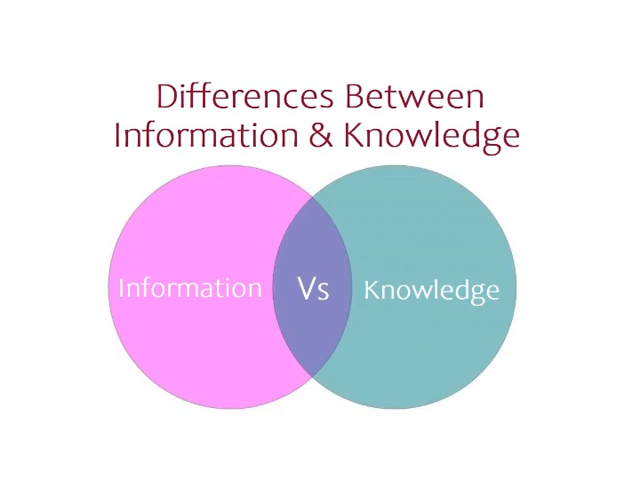 Differences Between
Information & Knowledge
Information Vs Knowledge